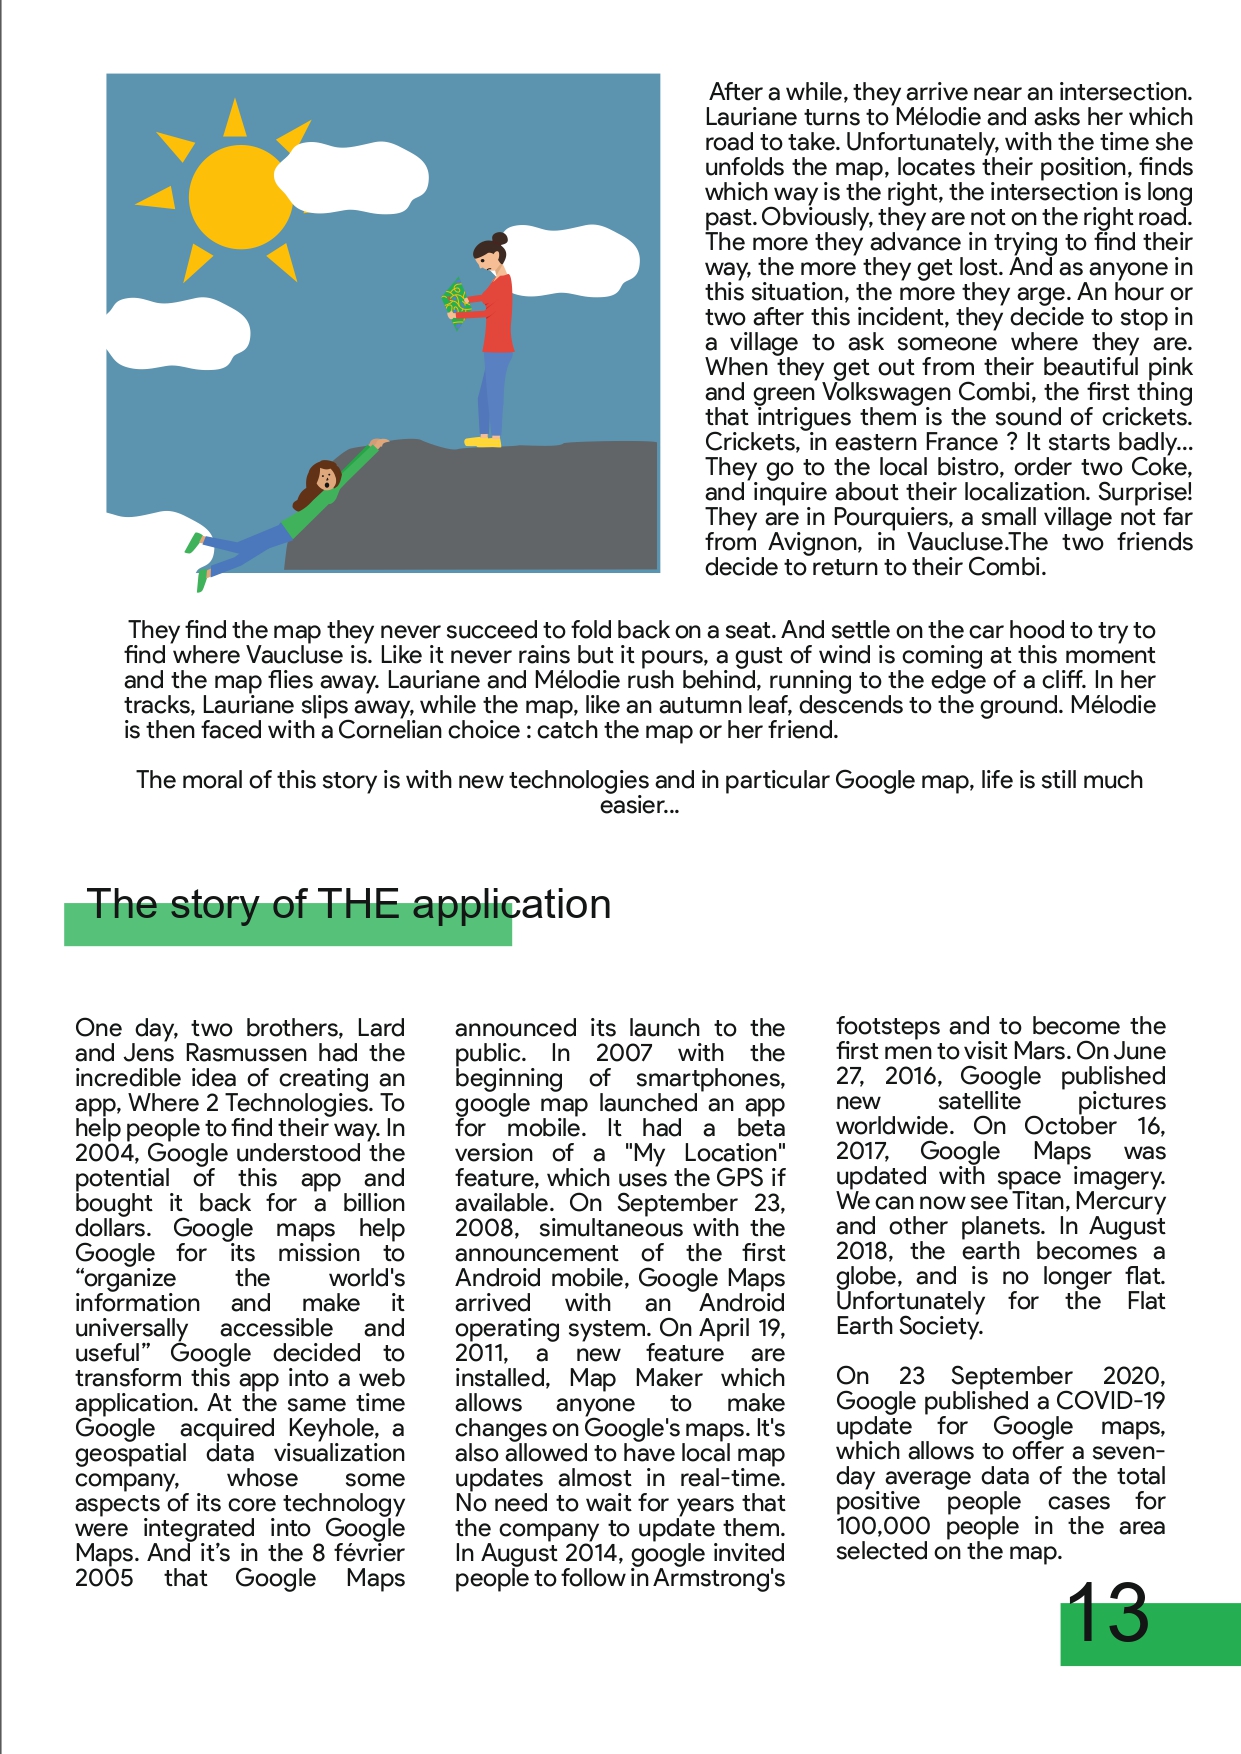 After a while, they arrive near an intersection.
Lauriane turns to Mélodie and asks her which
road to take. Unfortunately, with the time she
unfolds the map, locates their position, finds
which way is the right, the intersection is long
past. Obviously, they are not on the right road.
The more they advance in trying to find their
way, the more they get lost. And as anyone in
this situation, the more they arge. An hour or
two after this incident, they decide to stop in
a village to ask someone where they are.
When they get out from their beautiful pink
and green Volkswagen Combi, the first thing
that intrigues them is the sound of crickets.
Crickets, in eastern France ? It starts badly...
They go to the local bistro, order two Coke,
and inquire about their localization. Surprise!
They are in Pourquiers, a small village not far
from Avignon, in Vaucluse.The two friends
decide to return to their Combi.
They find the map they never succeed to fold back on a seat. And settle on the car hood to try to
find where Vaucluse is. Like it never rains but it pours, a gust of wind is coming at this moment
and the map flies away. Lauriane and Mélodie rush behind, running to the edge of a cliff. In her
tracks, Lauriane slips away, while the map, like an autumn leaf, descends to the ground. Mélodie
is then faced with a Cornelian choice : catch the map or her friend.
The moral of this story is with new technologies and in particular Google map, life is still much
easier...
The story of THE application
One day, two brothers, Lard
and Jens Rasmussen had the
incredible idea of creating an
app, Where 2 Technologies. To
help people to find their way. In
2004, Google understood the
potential of this app and
bought it back for a billion
dollars. Google maps help
Google for its mission to
“organize the world's
information and make it
universally accessible and
useful” Google decided to
transform this app into a web
application. At the same time
Google acquired Keyhole, a
geospatial data visualization
company, whose some
aspects of its core technology
were integrated into Google
Maps. And it’s in the 8 février
2005 that Google Maps
announced its launch to the
public. In 2007 with the
beginning of smartphones,
google map launched an app
for mobile. It had a beta
version of a "My Location"
feature, which uses the GPS if
available. On September 23,
2008, simultaneous with the
announcement of the first
Android mobile, Google Maps
arrived with an Android
operating system. On April 19,
2011, a new feature are
installed, Map Maker which
allows anyone to make
changes on Google's maps. It's
also allowed to have local map
updates almost in real-time.
No need to wait for years that
the company to update them.
In August 2014, google invited
people to follow in Armstrong's
footsteps and to become the
first men to visit Mars. On June
27, 2016, Google published
new satellite pictures
worldwide. On October 16,
2017, Google Maps was
updated with space imagery.
We can now see Titan, Mercury
and other planets. In August
2018, the earth becomes a
globe, and is no longer flat.
Unfortunately for the Flat
Earth Society.
On 23 September 2020,
Google published a COVID-19
update for Google maps,
which allows to offer a seven-
day average data of the total
positive people cases for
100,000 people in the area
selected on the map.
13